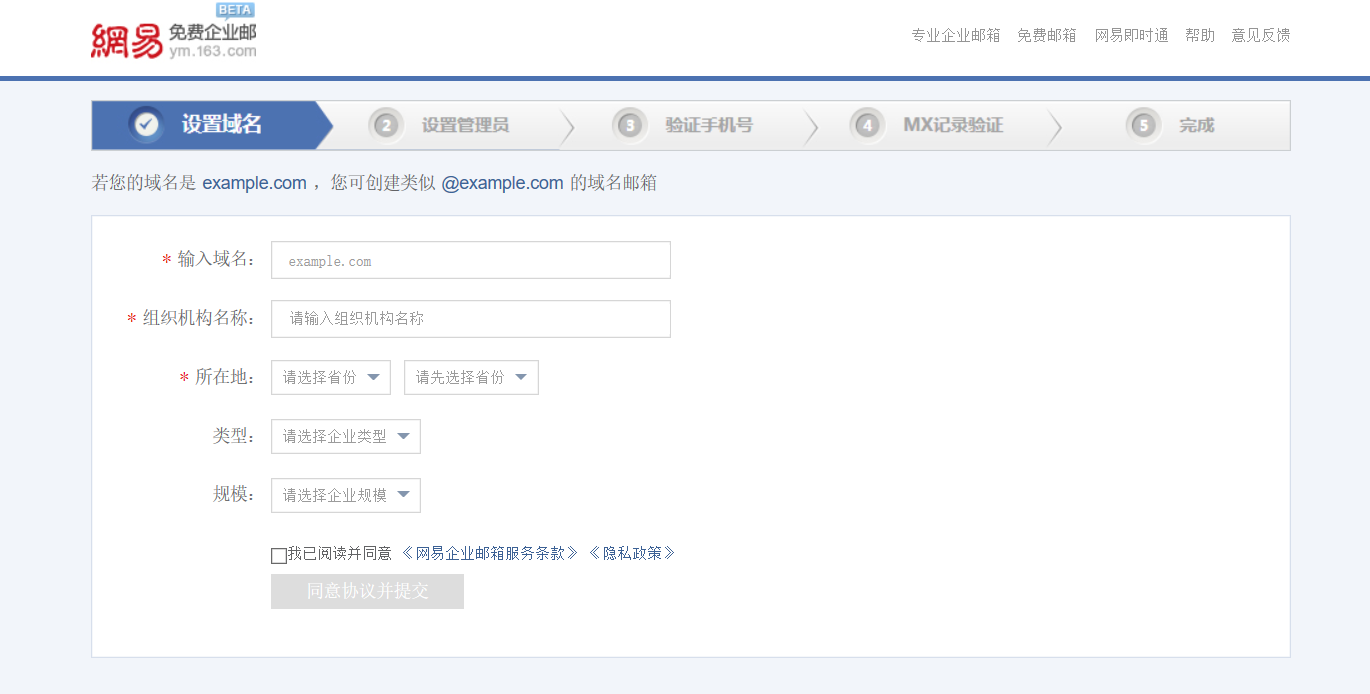 BETA
網易 免费企业邮
ym.163.com
专业企业邮箱 免费邮箱 网易即时通 帮助 意见反馈
设置域名 2 设置管理员 3 验证手机号 4 MX记录验证 5 完成
若您的域名是 example.com ，您可创建类似 @example.com 的域名邮箱
* 输入域名： example.com
* 组织机构名称： 请输入组织机构名称
* 所在地： 请选择省份 请先选择省份
类型： 请选择企业类型
规模： 请选择企业规模
我已阅读并同意 《网易企业邮箱服务条款》 《隐私政策》
同意协议并提交